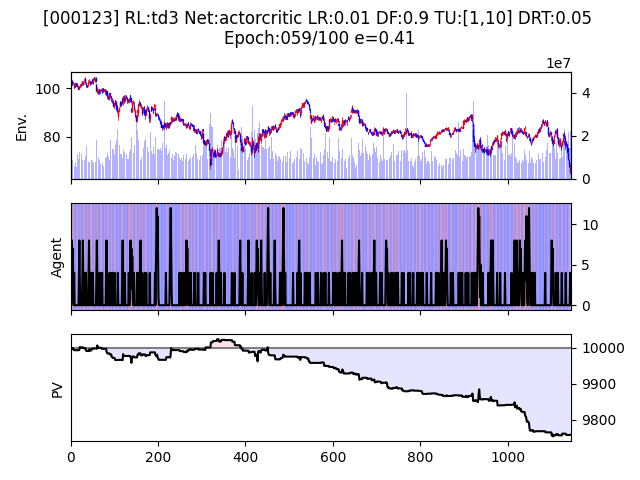 [000123] RL:td3 Net:actorcritic LR:0.01 DF:0.9 TU:[1,10] DRT:0.05
Epoch:059/100 e=0.41
1e7
100
80
Env.
4
2
0
Agent
10
5
0
PV
10000
9900
9800
0 200 400 600 800 1000